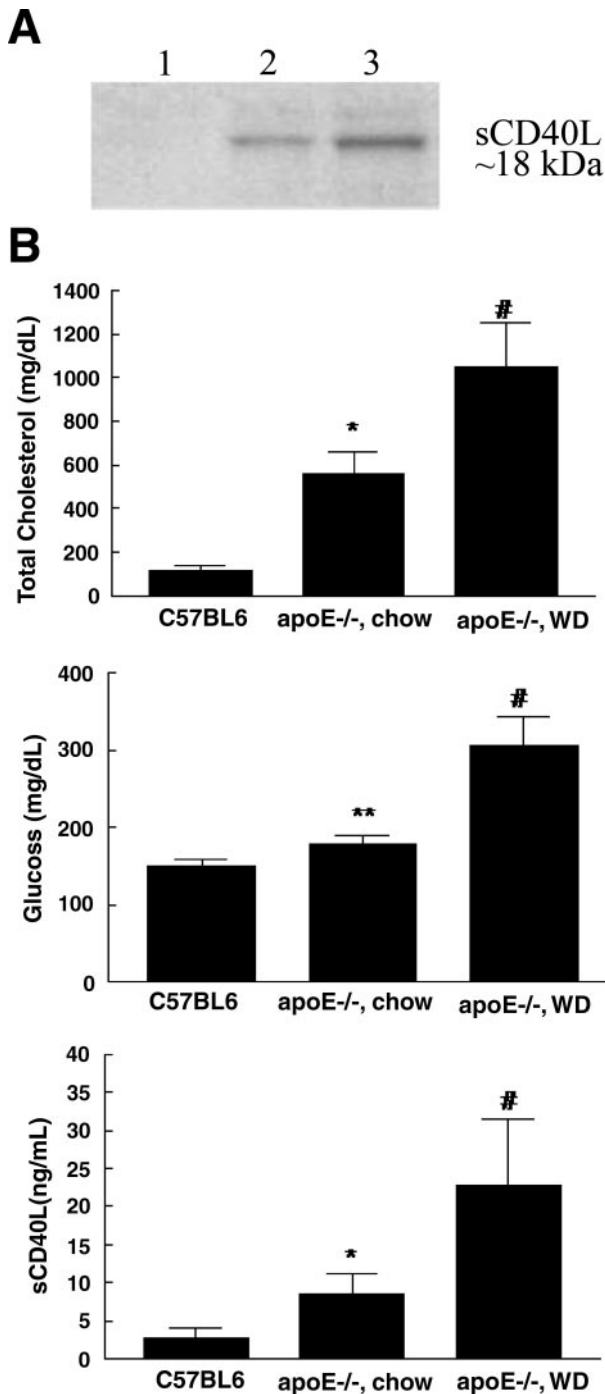 A
1 2 3
sCD40L
~18 kDa
B
Total Cholesterol (mg/dL)
1400
1200
1000
800
600
400
200
0
*
#
C57BL6 apoE-/-, chow apoE-/-, WD
Glucoss (mg/dL)
400
300
200
100
0
**
#
C57BL6 apoE-/-, chow apoE-/-, WD
sCD40L(ng/mL)
40
35
30
25
20
15
10
5
0
*
#
C57BL6 apoE-/-, chow apoE-/-, WD